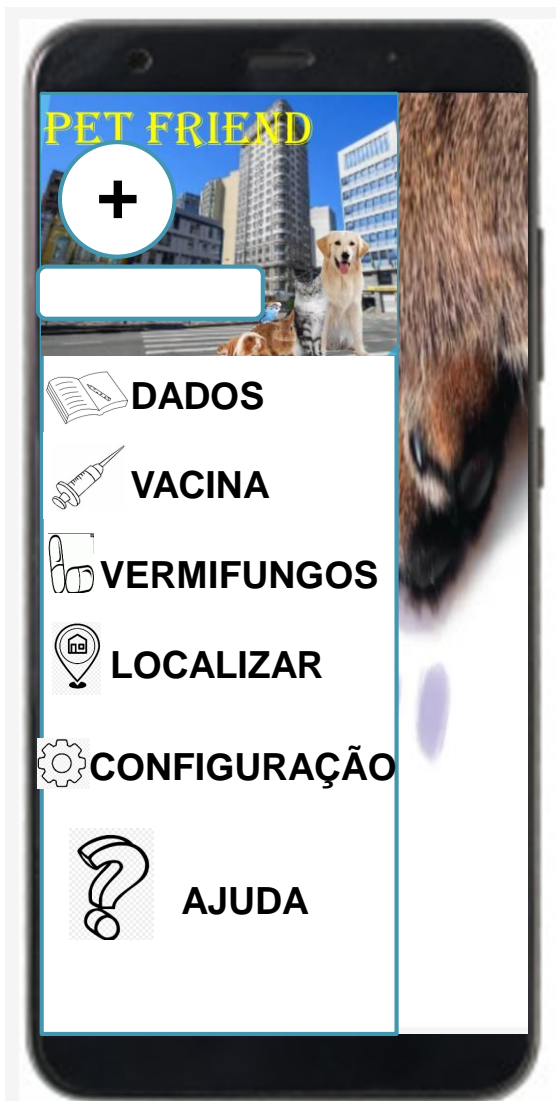 PET FRIEND
+
DADOS
VACINA
VERMIFUNGOS
LOCALIZAR
CONFIGURAÇÃO
AJUDA